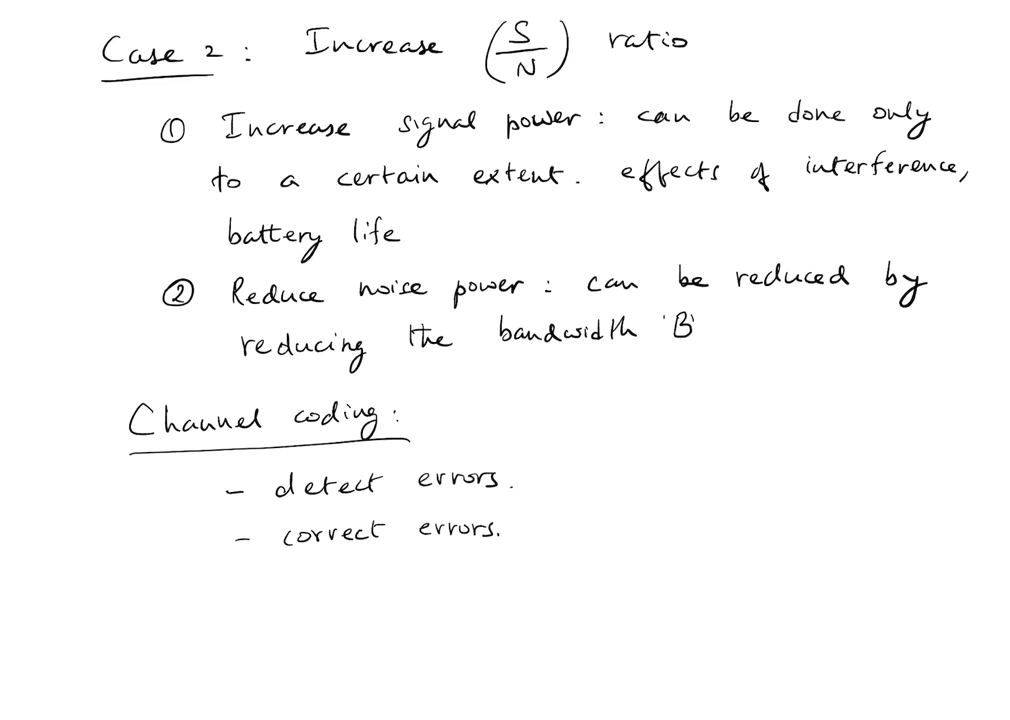 Case 2 : Increase (S/N) ratio
① Increase signal power : can be done only
to a certain extent. effects of interference,
battery life
② Reduce noise power : can be reduced by
reducing the bandwidth 'B'
Channel coding :
- detect errors.
- correct errors.